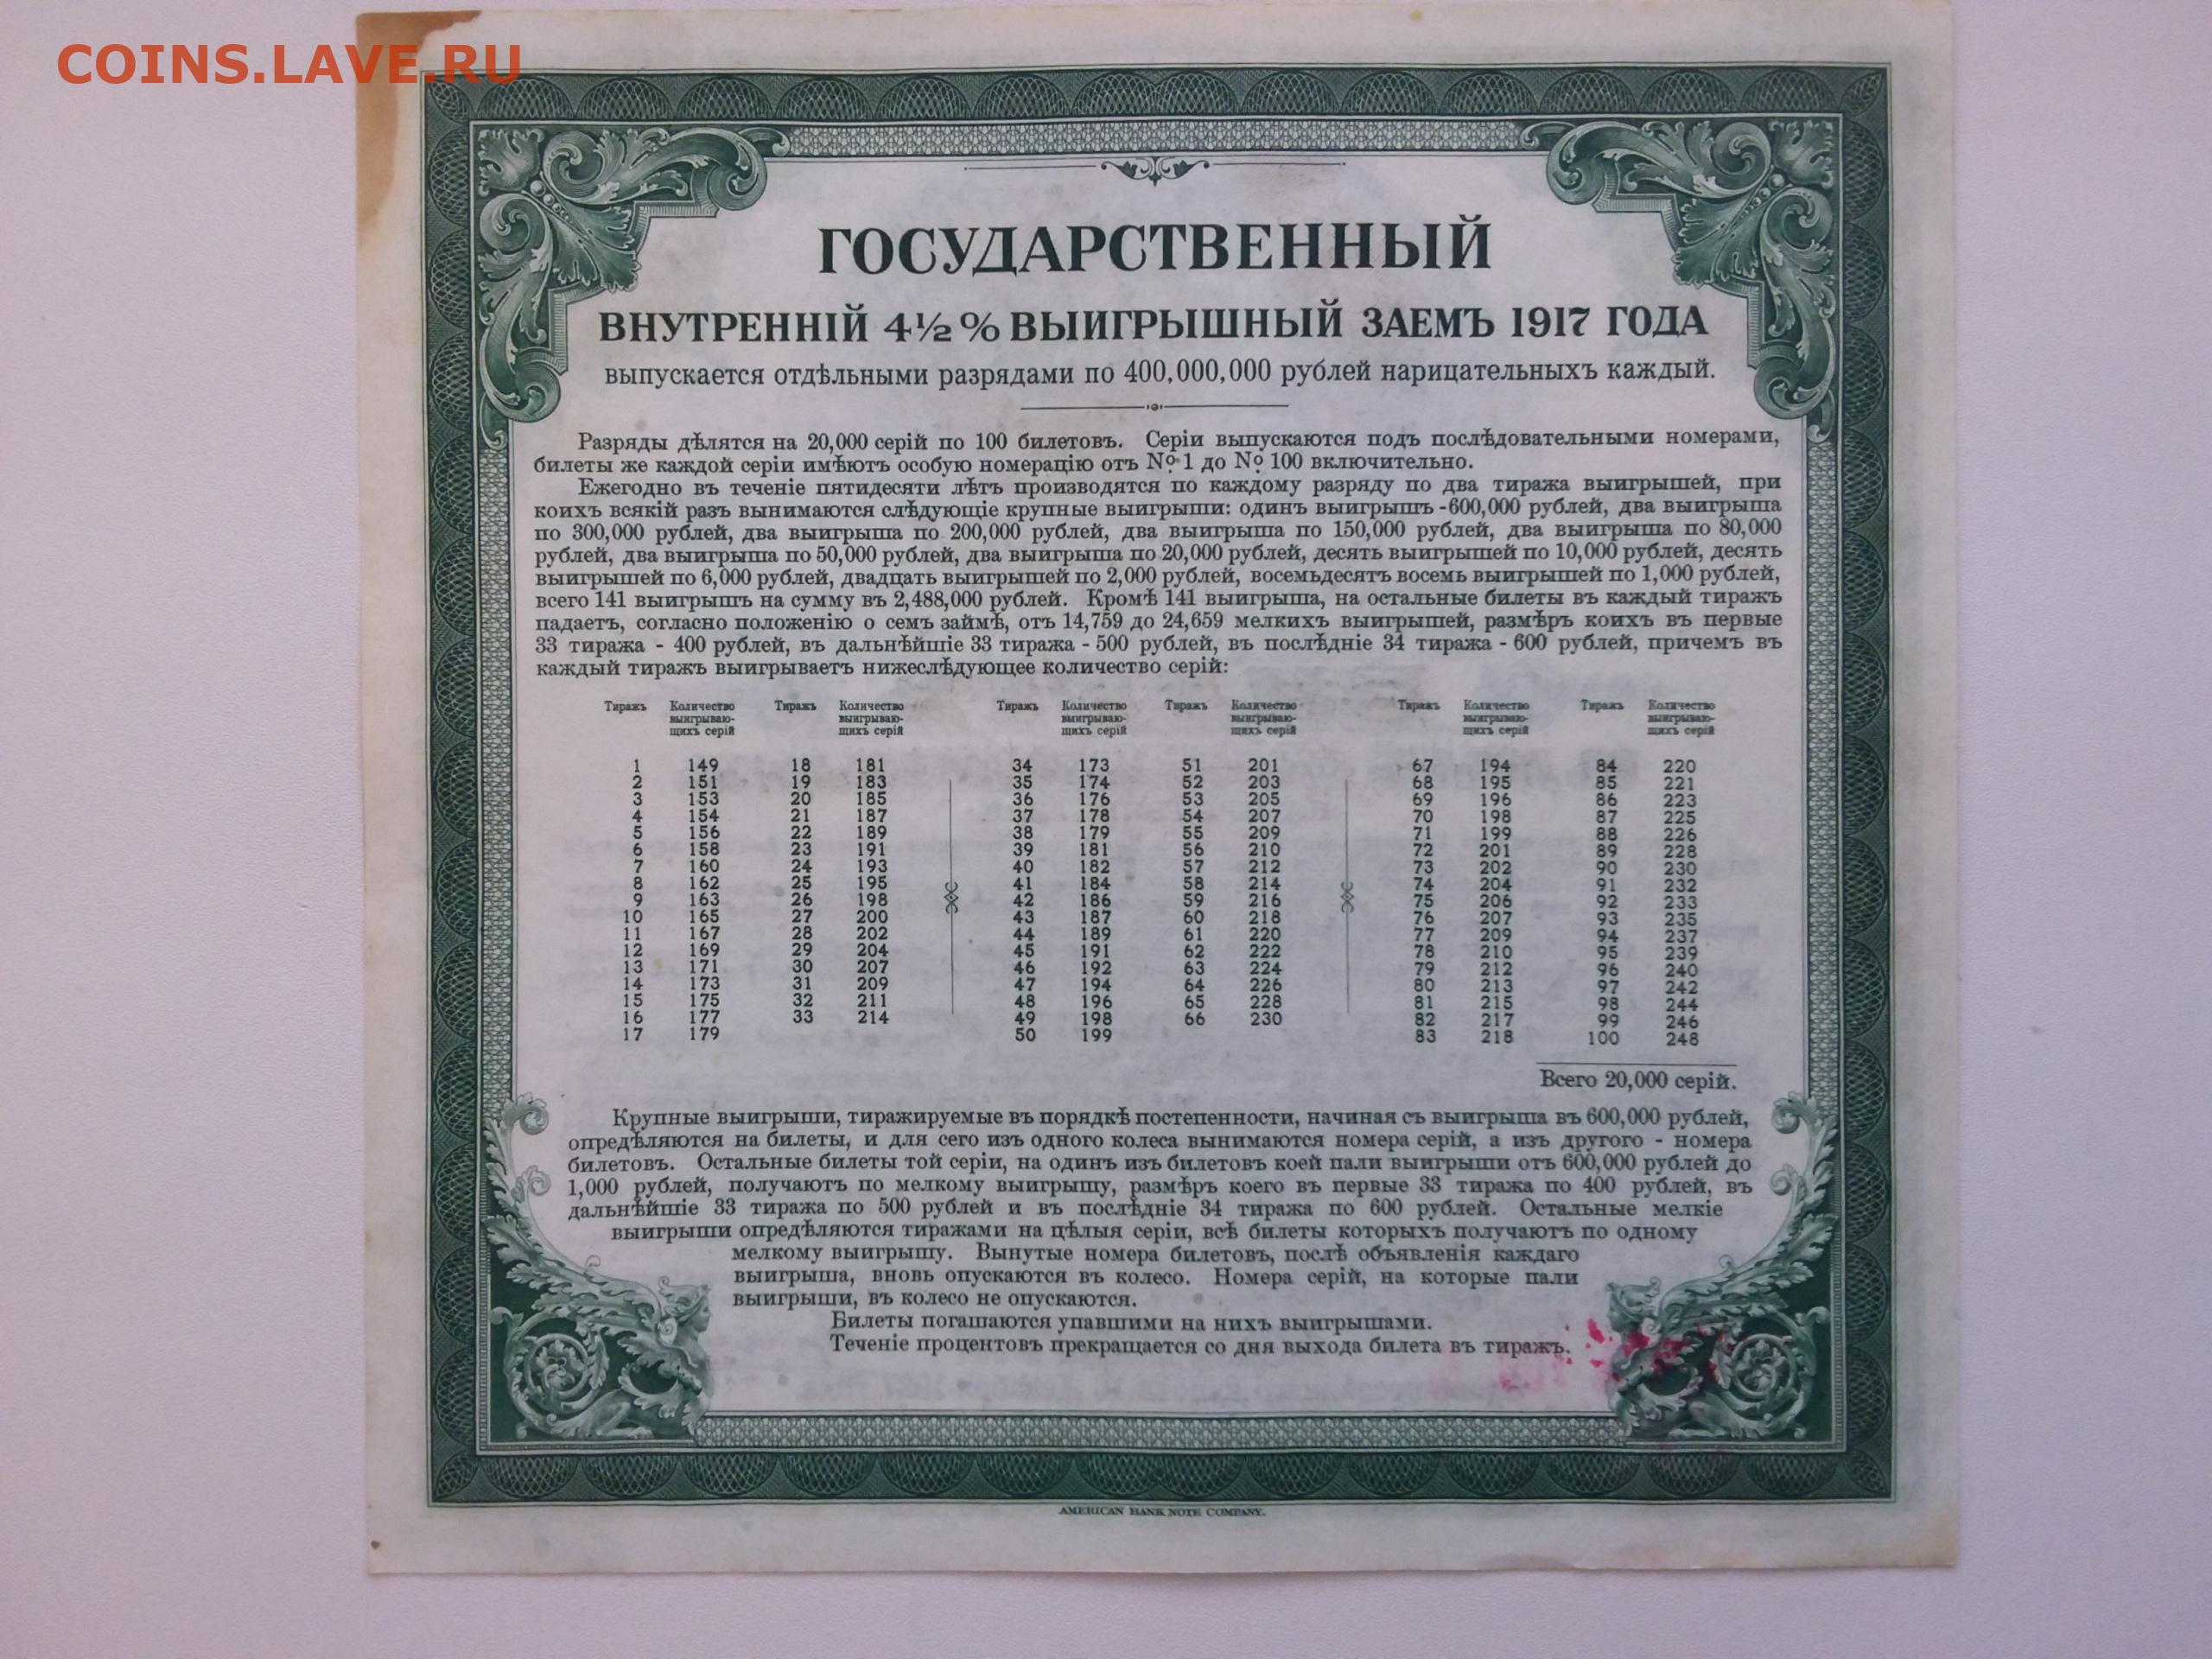 COINS.LAVE.RU
ГОСУДАРСТВЕННЫЙ
ВНУТРЕННІЙ 4½% ВЫИГРЫШНЫЙ ЗАЕМЪ 1917 ГОДА
выпускается отдѣльными разрядами по 400,000,000 рублей нарицательныхъ каждый.
Разряды дѣлятся на 20,000 серій по 100 билетовъ. Серіи выпускаются подъ послѣдовательными номерами,
билеты же каждой серіи имѣютъ особую номерацію отъ № 1 до № 100 включительно.
Ежегодно въ теченіе пятидесяти лѣтъ производятся по каждому разряду по два тиража выигрышей, при
коихъ всякій разъ вынимаются слѣдующіе крупные выигрыши: одинъ выигрышъ - 600,000 рублей, два выигрыша
по 300,000 рублей, два выигрыша по 200,000 рублей, два выигрыша по 150,000 рублей, два выигрыша по 80,000
рублей, два выигрыша по 50,000 рублей, два выигрыша по 20,000 рублей, десять выигрышей по 10,000 рублей, десять
выигрышей по 6,000 рублей, двадцать выигрышей по 2,000 рублей, восемьдесятъ восемь выигрышей по 1,000 рублей,
всего 141 выигрышъ на сумму въ 2,488,000 рублей. Кромѣ 141 выигрыша, на остальные билеты въ каждый тиражъ
падаетъ, согласно положенію о семъ займѣ, отъ 14,759 до 24,659 мелкихъ выигрышей, размѣръ коихъ въ первые
33 тиража - 400 рублей, въ дальнѣйшіе 33 тиража - 500 рублей, въ послѣдніе 34 тиража - 600 рублей, причемъ въ
каждый тиражъ выигрываетъ нижеслѣдующее количество серій:
Тиражъ Количество Тиражъ Количество Тиражъ Количество Тиражъ Количество Тиражъ Количество Тиражъ Количество
выигрываю- выигрываю- выигрываю- выигрываю- выигрываю- выигрываю-
щихъ серій щихъ серій щихъ серій щихъ серій щихъ серій щихъ серій
1 149 18 181 34 173 51 201 67 194 84 220
2 151 19 183 35 174 52 203 68 195 85 221
3 153 20 185 36 176 53 205 69 196 86 223
4 154 21 187 37 178 54 207 70 198 87 225
5 156 22 189 38 179 55 209 71 199 88 226
6 158 23 191 39 181 56 210 72 201 89 228
7 160 24 193 40 182 57 212 73 202 90 230
8 162 25 195 41 184 58 214 74 204 91 232
9 163 26 198 42 186 59 216 75 206 92 233
10 165 27 200 43 187 60 218 76 207 93 235
11 167 28 202 44 189 61 220 77 209 94 237
12 169 29 204 45 191 62 222 78 210 95 239
13 171 30 207 46 192 63 224 79 212 96 240
14 173 31 209 47 194 64 226 80 213 97 242
15 175 32 211 48 196 65 228 81 215 98 244
16 177 33 214 49 198 66 230 82 217 99 246
17 179 50 199 83 218 100 248
Всего 20,000 серій.
Крупные выигрыши, тиражируемые въ порядкѣ постепенности, начиная съ выигрыша въ 600,000 рублей,
опредѣляются на билеты, и для сего изъ одного колеса вынимаются номера серій, а изъ другого - номера
билетовъ. Остальные билеты той серіи, на одинъ изъ билетовъ коей пали выигрыши отъ 600,000 рублей до
1,000 рублей, получаютъ по мелкому выигрышу, размѣръ коего въ первые 33 тиража по 400 рублей, въ
дальнѣйшіе 33 тиража по 500 рублей и въ послѣдніе 34 тиража по 600 рублей. Остальные мелкіе
выигрыши опредѣляются тиражами на цѣлыя серіи, всѣ билеты которыхъ получаютъ по одному
мелкому выигрышу. Вынутые номера билетовъ, послѣ объявленія каждаго
выигрыша, вновь опускаются въ колесо. Номера серій, на которые пали
выигрыши, въ колесо не опускаются.
Билеты погашаются упавшими на нихъ выигрышами.
Теченіе процентовъ прекращается со дня выхода билета въ тиражъ.
AMERICAN BANK NOTE COMPANY.